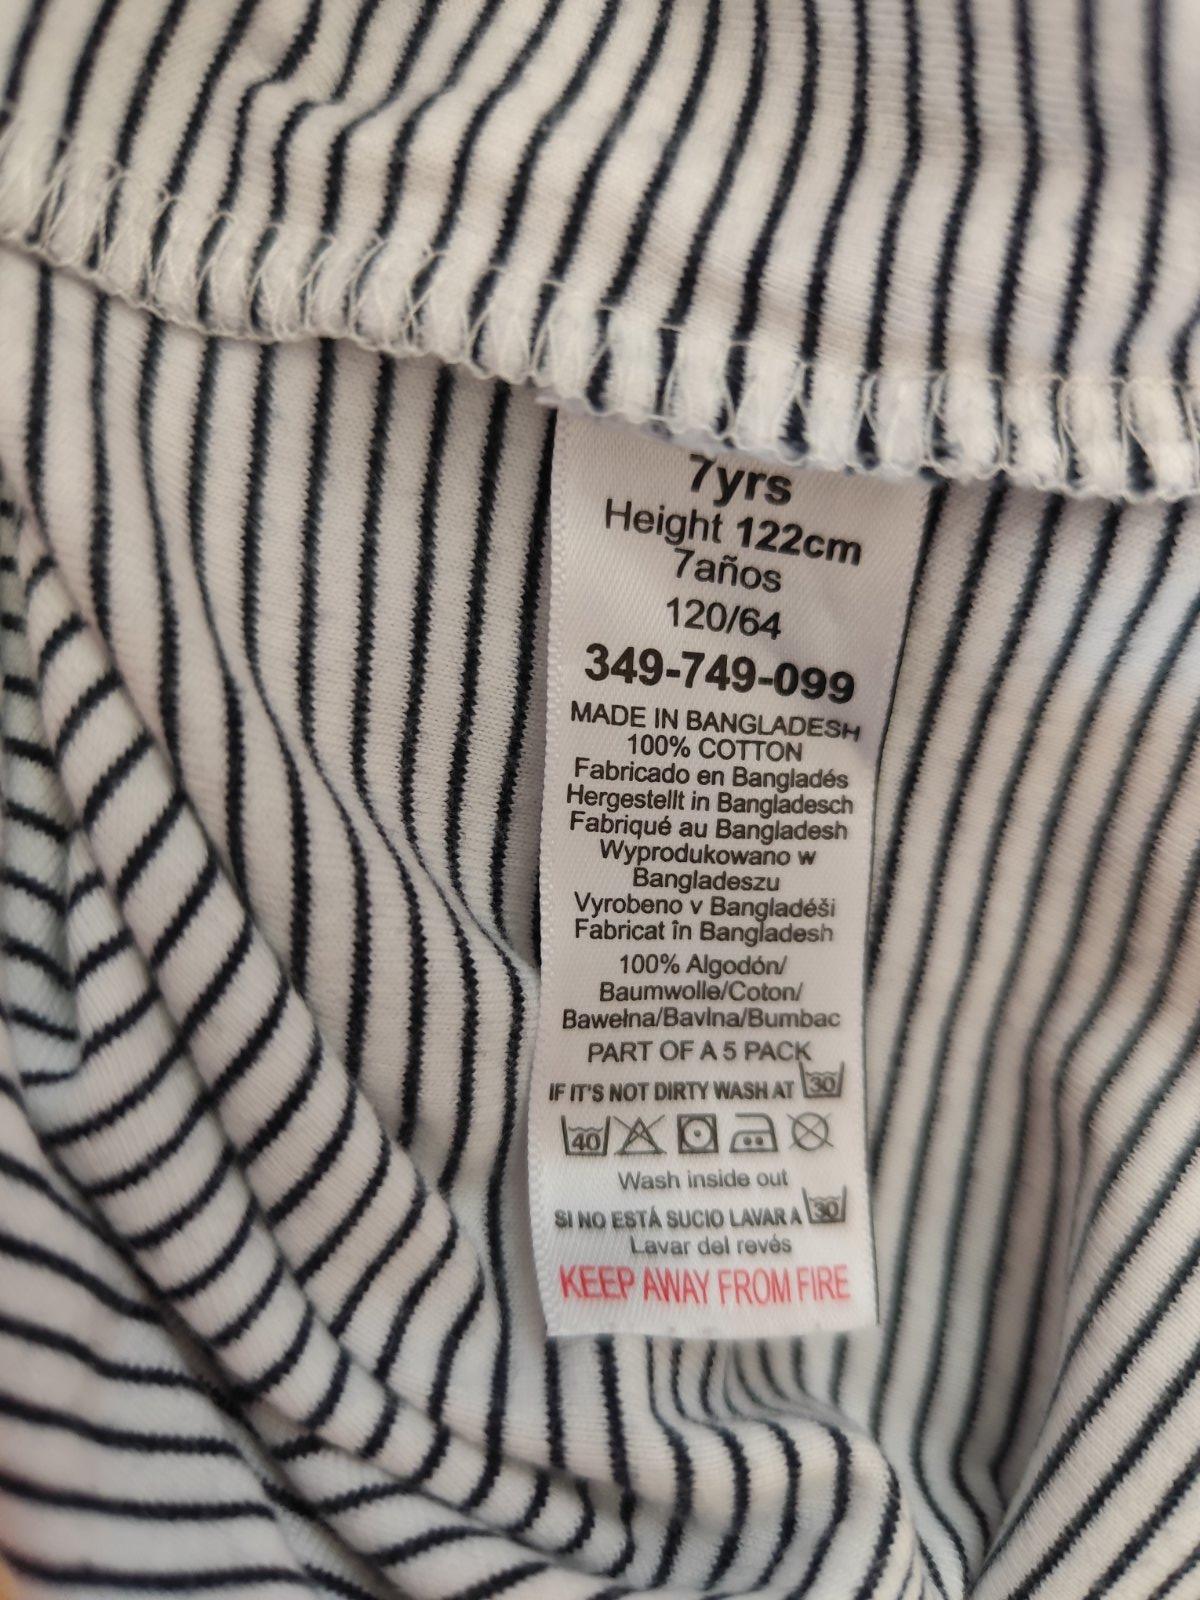 7yrs
Height 122cm
7años
120/64
349-749-099
MADE IN BANGLADESH
100% COTTON
Fabricado en Bangladés
Hergestellt in Bangladesch
Fabriqué au Bangladesh
Wyprodukowano w
Bangladeszu
Vyrobeno v Bangladéši
Fabricat în Bangladesh
100% Algodón/
Baumwolle/Coton/
Bawełna/Bavlna/Bumbac
PART OF A 5 PACK
IF IT'S NOT DIRTY WASH AT 30
40
Wash inside out
SI NO ESTÁ SUCIO LAVAR A 30
Lavar del revés
KEEP AWAY FROM FIRE